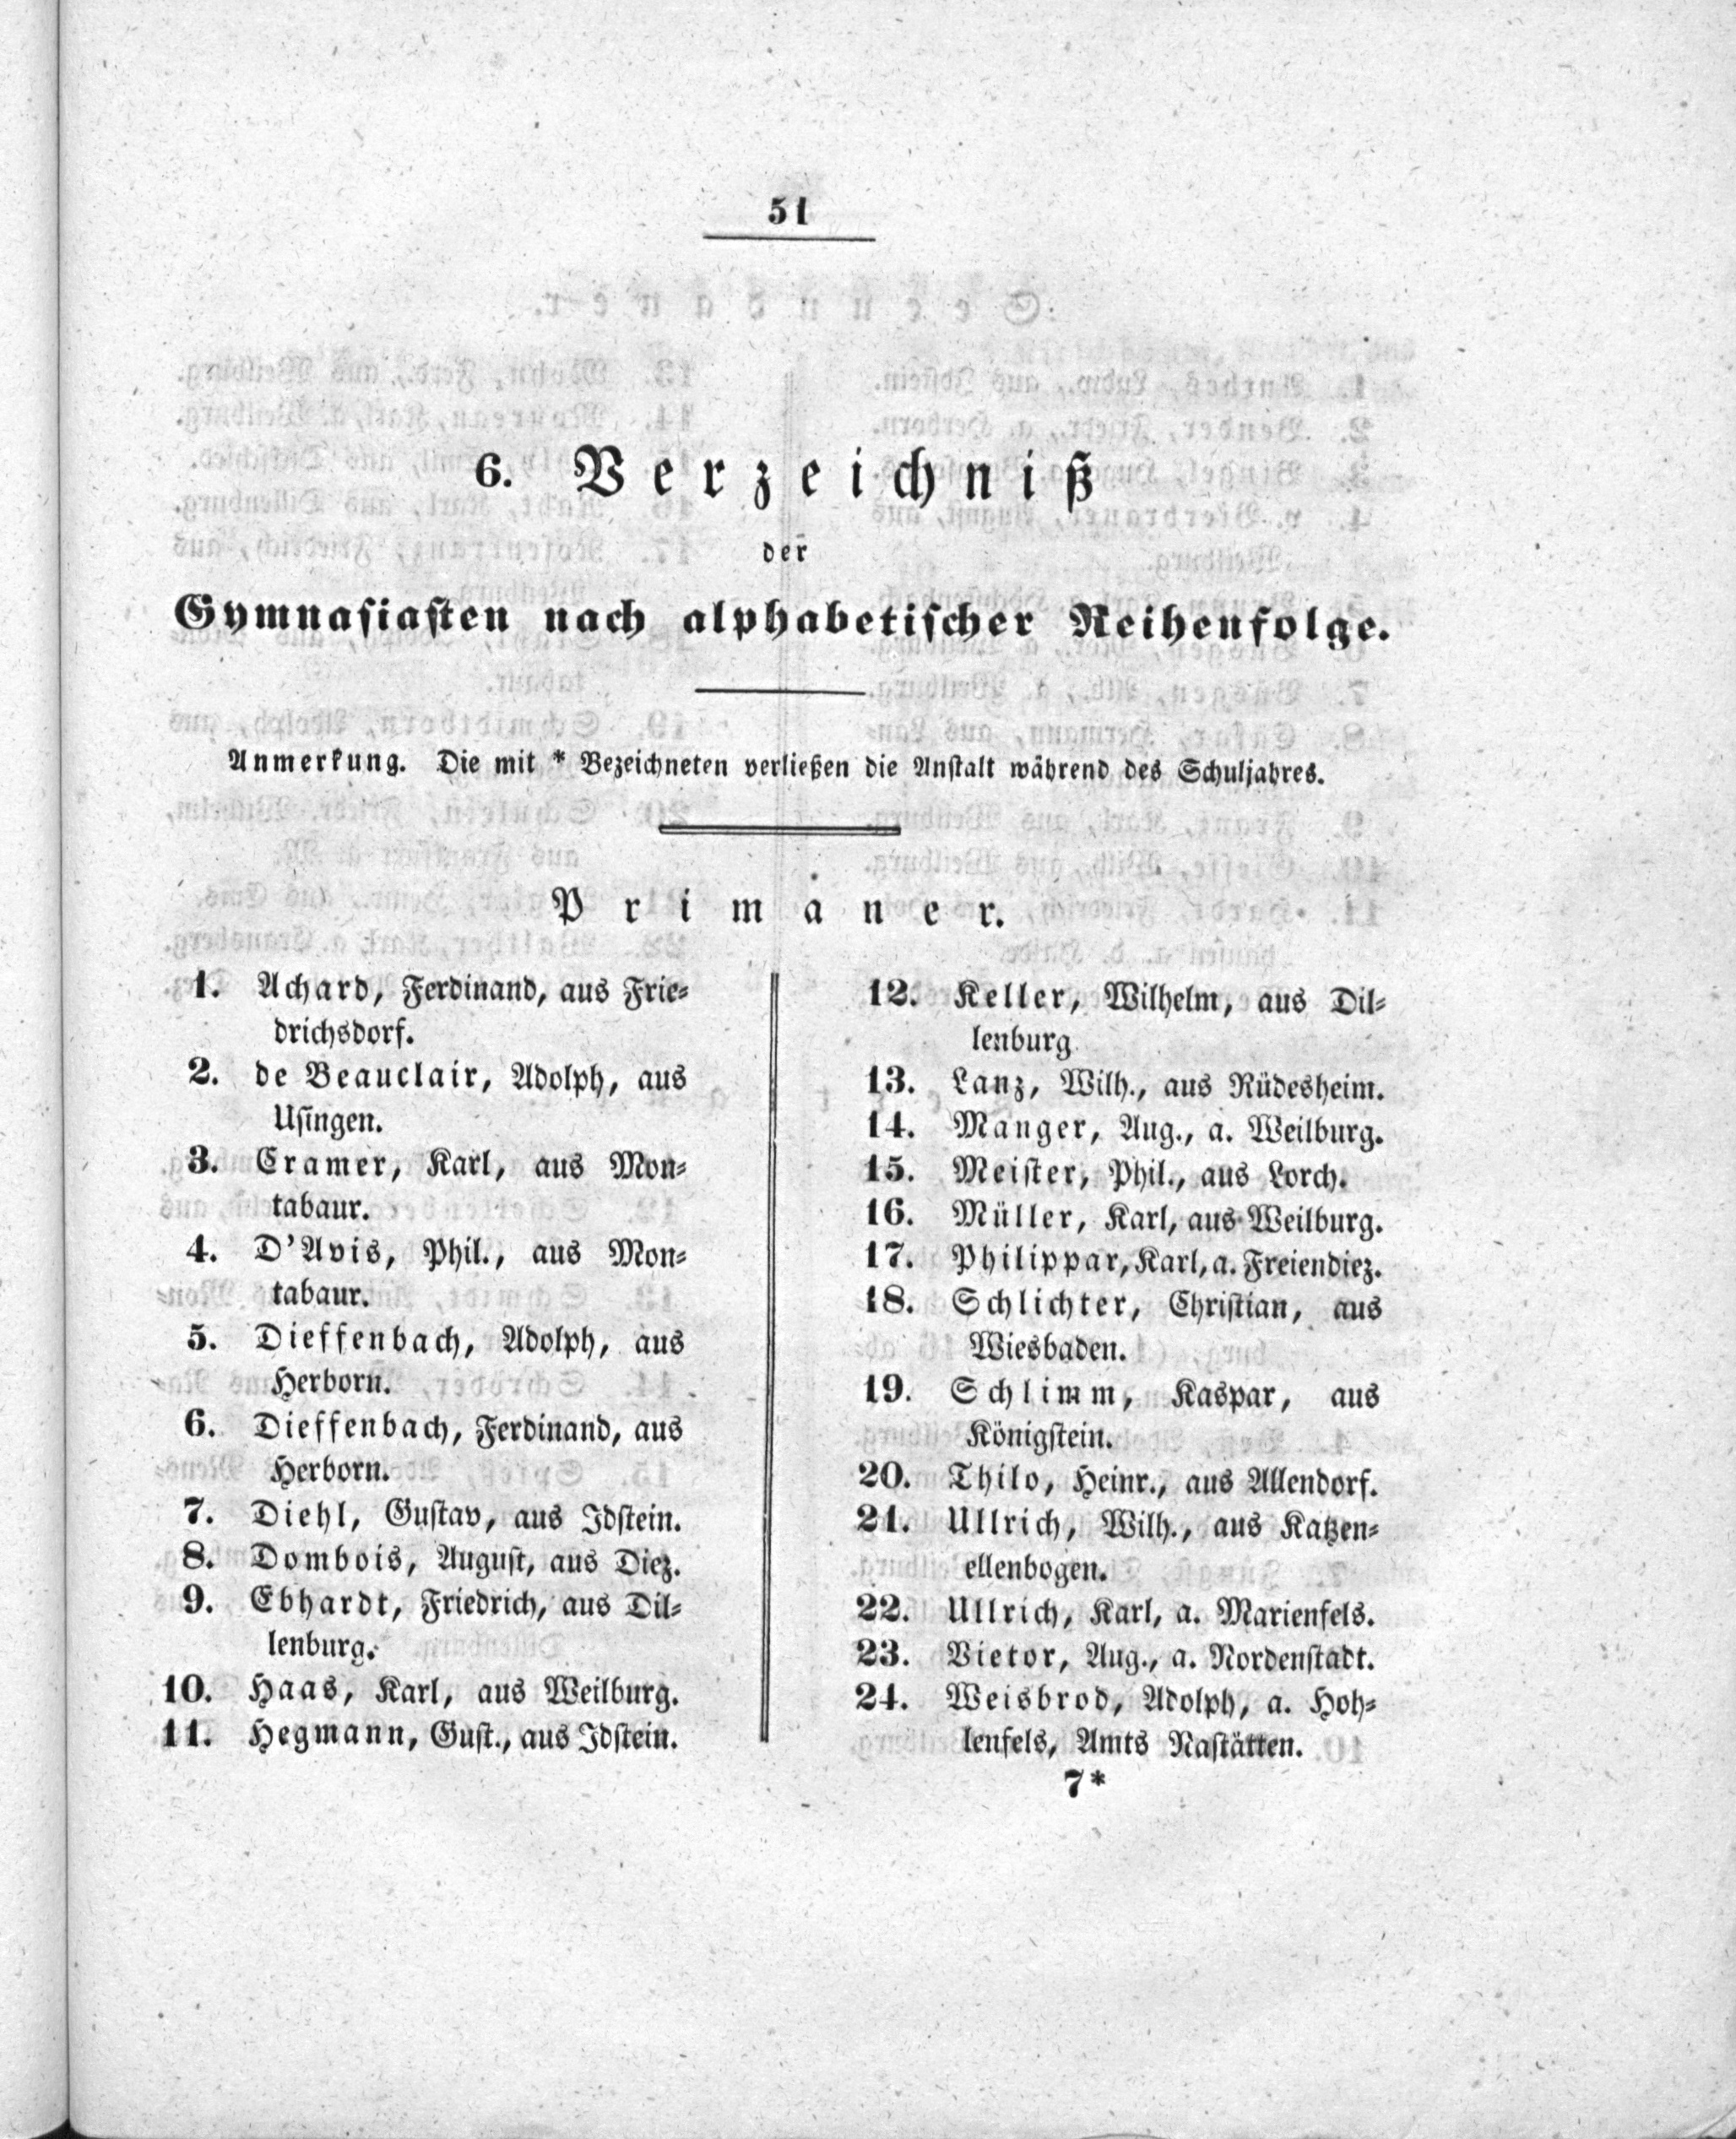 51
6. Verzeichniß
der
Gymnasiasten nach alphabetischer Reihenfolge.
Anmerkung. Die mit * Bezeichneten verließen die Anstalt während des Schuljahres.
Primaner.
1. Achard, Ferdinand, aus Frie-
drichsdorf.
2. de Beauclair, Adolph, aus
Usingen.
3. Cramer, Karl, aus Mon-
tabaur.
4. D'Avis, Phil., aus Mon-
tabaur.
5. Dieffenbach, Adolph, aus
Herborn.
6. Dieffenbach, Ferdinand, aus
Herborn.
7. Diehl, Gustav, aus Idstein.
8. Dombois, August, aus Diez.
9. Ebhardt, Friedrich, aus Dil-
lenburg.
10. Haas, Karl, aus Weilburg.
11. Hegmann, Gust., aus Idstein.
12. Keller, Wilhelm, aus Dil-
lenburg
13. Lanz, Wilh., aus Rüdesheim.
14. Manger, Aug., a. Weilburg.
15. Meister, Phil., aus Lorch.
16. Müller, Karl, aus Weilburg.
17. Philippar, Karl, a. Freiendiez.
18. Schlichter, Christian, aus
Wiesbaden.
19. Schlimm, Kaspar, aus
Königstein.
20. Thilo, Heinr., aus Allendorf.
21. Ullrich, Wilh., aus Katzen-
ellenbogen.
22. Ullrich, Karl, a. Marienfels.
23. Vietor, Aug., a. Nordenstadt.
24. Weisbrod, Adolph, a. Hoh-
lenfels, Amts Nastätten.
7*